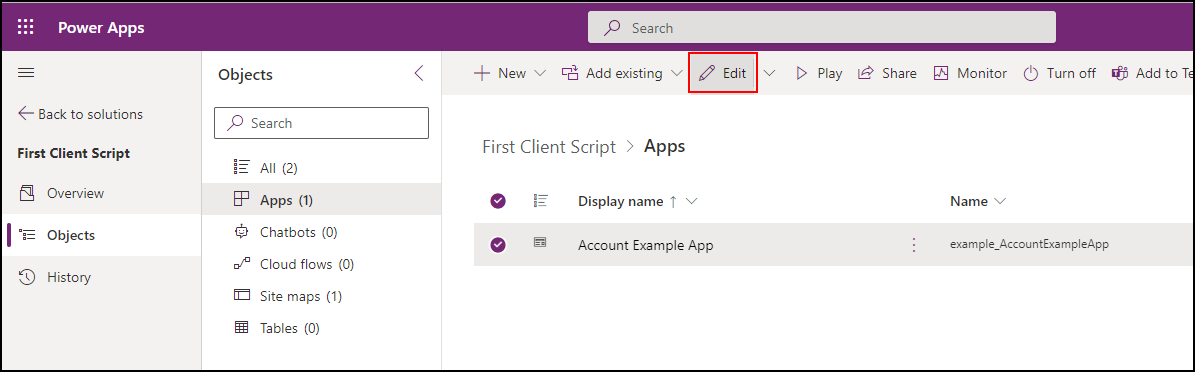 Power Apps
Search
Back to solutions
First Client Script
Overview
Objects
History
Objects
Search
All (2)
Apps (1)
Chatbots (0)
Cloud flows (0)
Site maps (1)
Tables (0)
New Add existing Edit Play Share Monitor Turn off Add to Te
First Client Script > Apps
Display name ↑ Name
Account Example App example_AccountExampleApp